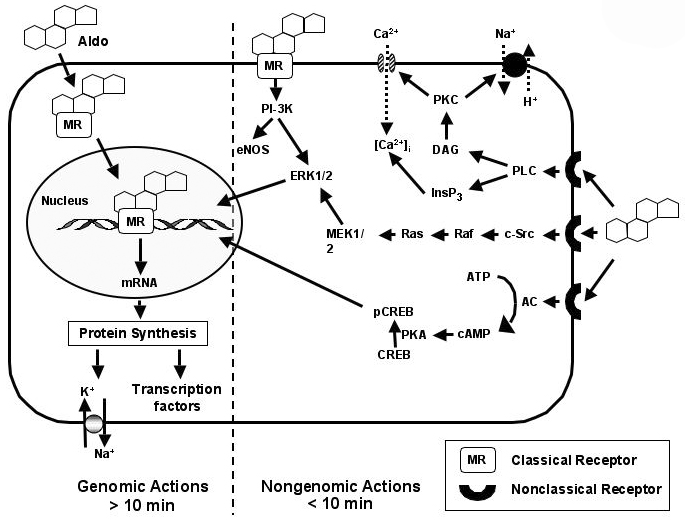 Aldo
MR
Nucleus
MR
mRNA
Protein Synthesis
K⁺
Na⁺
Transcription
factors
Genomic Actions
> 10 min
MR
PI-3K
eNOS
ERK1/2
MEK1/
2
Ras
Raf
c-Src
Ca²⁺
[Ca²⁺]ᵢ
PKC
DAG
InsP₃
PLC
Na⁺
H⁺
ATP
AC
cAMP
PKA
pCREB
CREB
Nongenomic Actions
< 10 min
MR Classical Receptor
Nonclassical Receptor